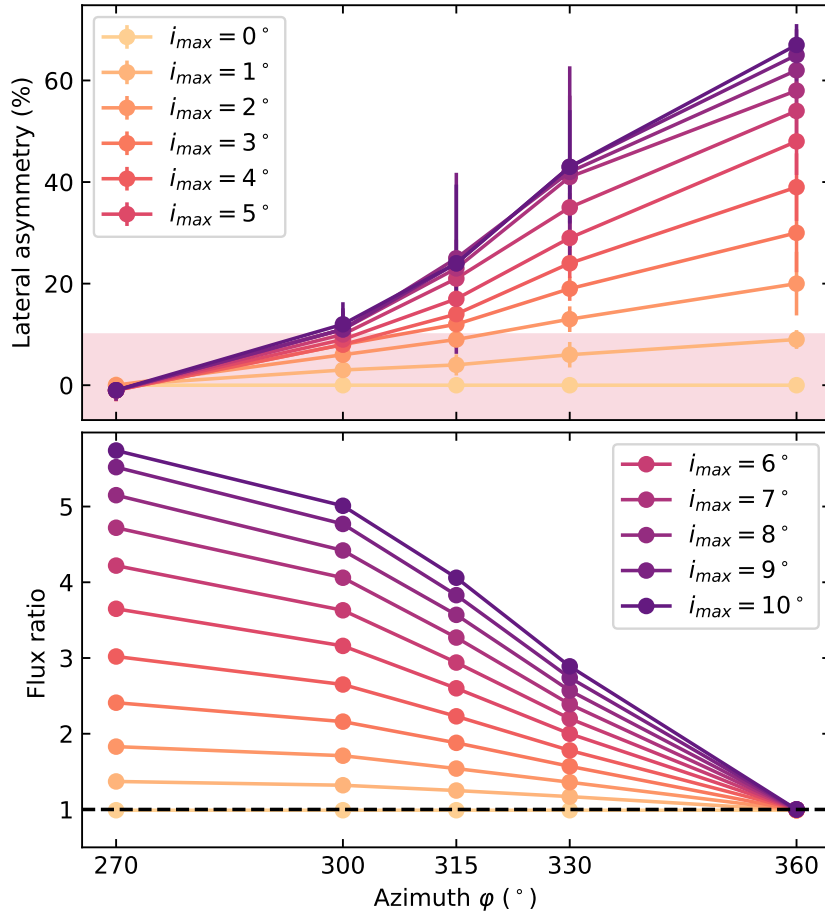 Lateral asymmetry (%)
60
40
20
0
i_max = 0°
i_max = 1°
i_max = 2°
i_max = 3°
i_max = 4°
i_max = 5°
Flux ratio
5
4
3
2
1
i_max = 6°
i_max = 7°
i_max = 8°
i_max = 9°
i_max = 10°
270 300 315 330 360
Azimuth φ (°)